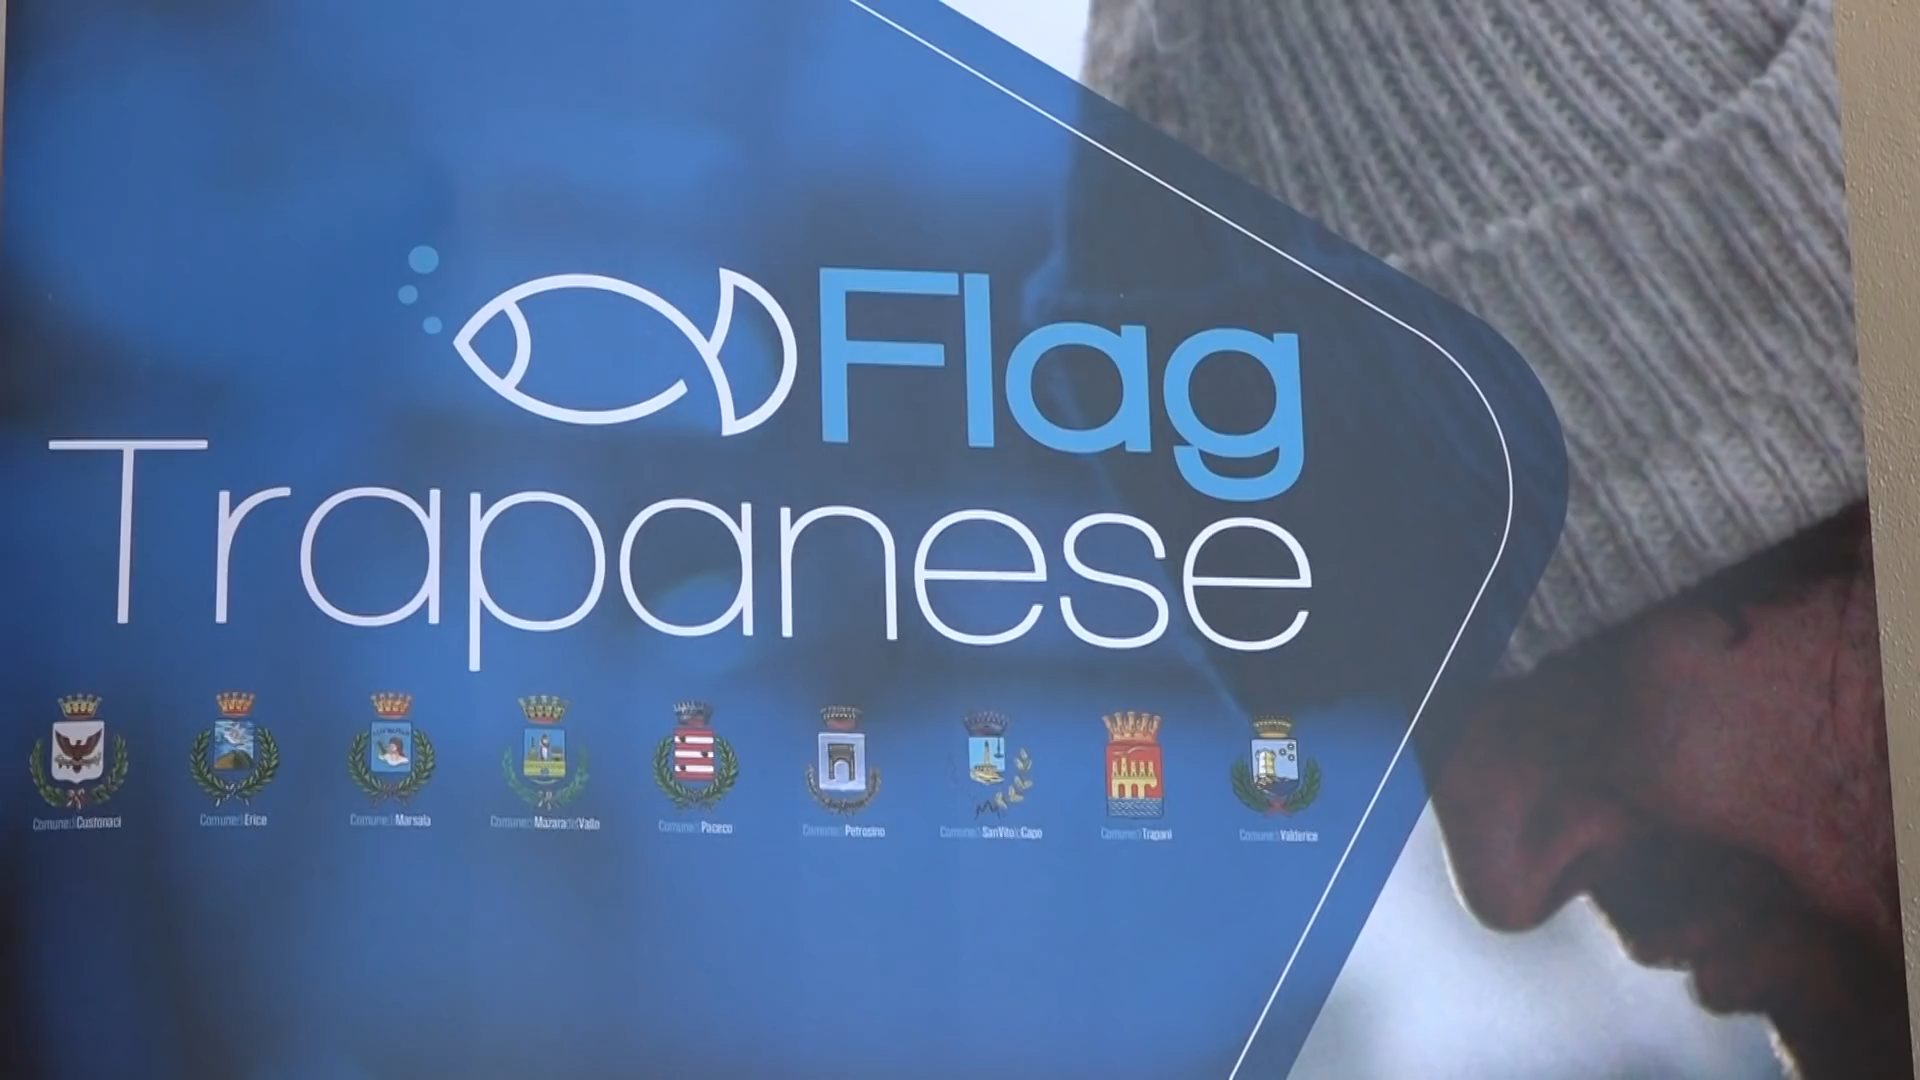 Flag
Trapanese
Comune di Custonaci
Comune di Erice
Comune di Marsala
Comune di Mazara del Vallo
Comune di Paceco
Comune di Petrosino
Comune di San Vito lo Capo
Comune di Trapani
Comune di Valderice